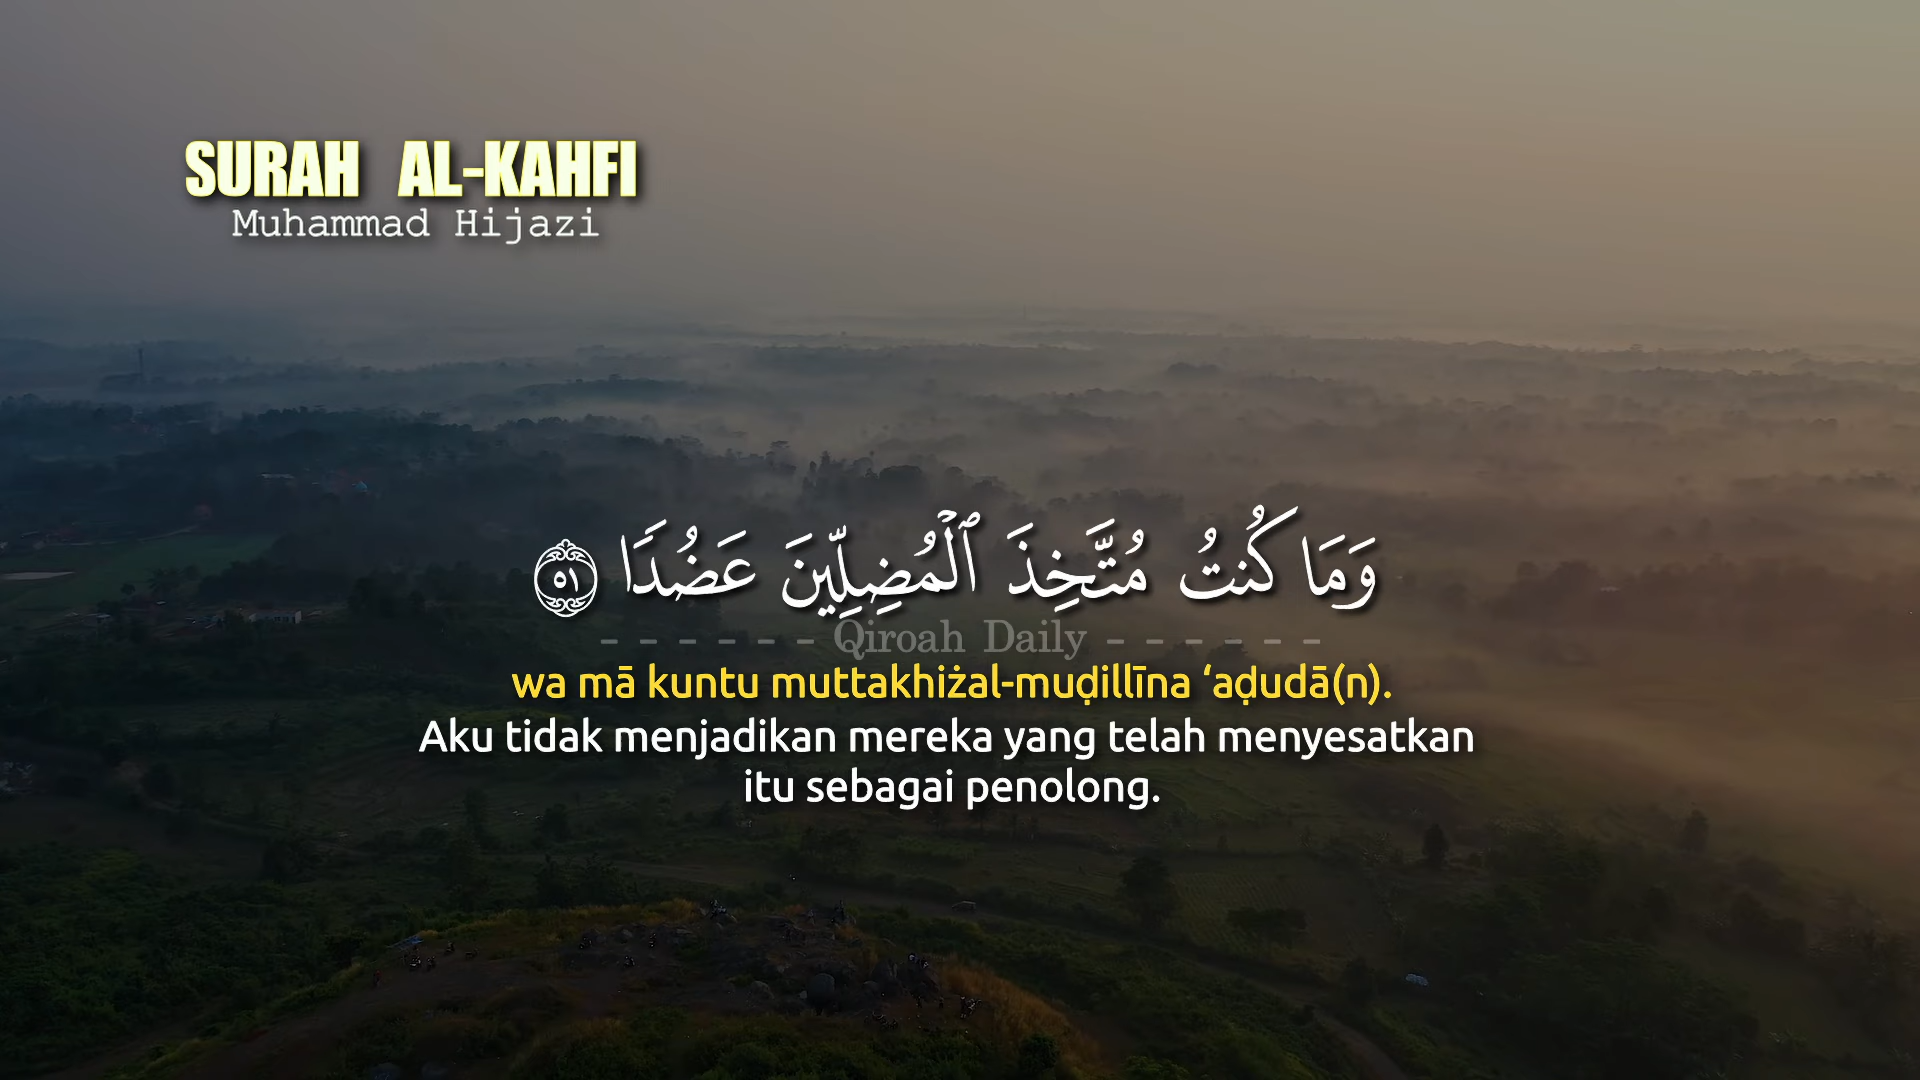 SURAH AL-KAHFI
Muhammad Hijazi
وَمَا كُنتُ مُتَّخِذَ ٱلْمُضِلِّينَ عَضُدًا ٥١
- - - - - - Qiroah Daily - - - - - -
wa mā kuntu muttakhiżal-muḍillīna ‘aḍudā(n).
Aku tidak menjadikan mereka yang telah menyesatkan
itu sebagai penolong.